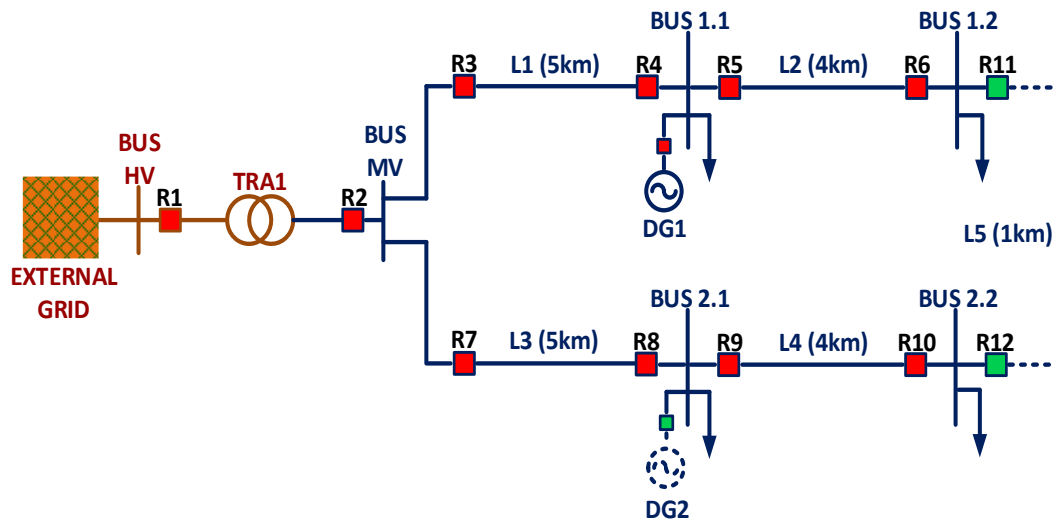 BUS 1.1
BUS 1.2
R3
L1 (5km)
R4
R5
L2 (4km)
R6
R11
BUS
HV
BUS
MV
R1
TRA1
R2
DG1
EXTERNAL
GRID
L5 (1km)
BUS 2.1
BUS 2.2
R7
L3 (5km)
R8
R9
L4 (4km)
R10
R12
DG2